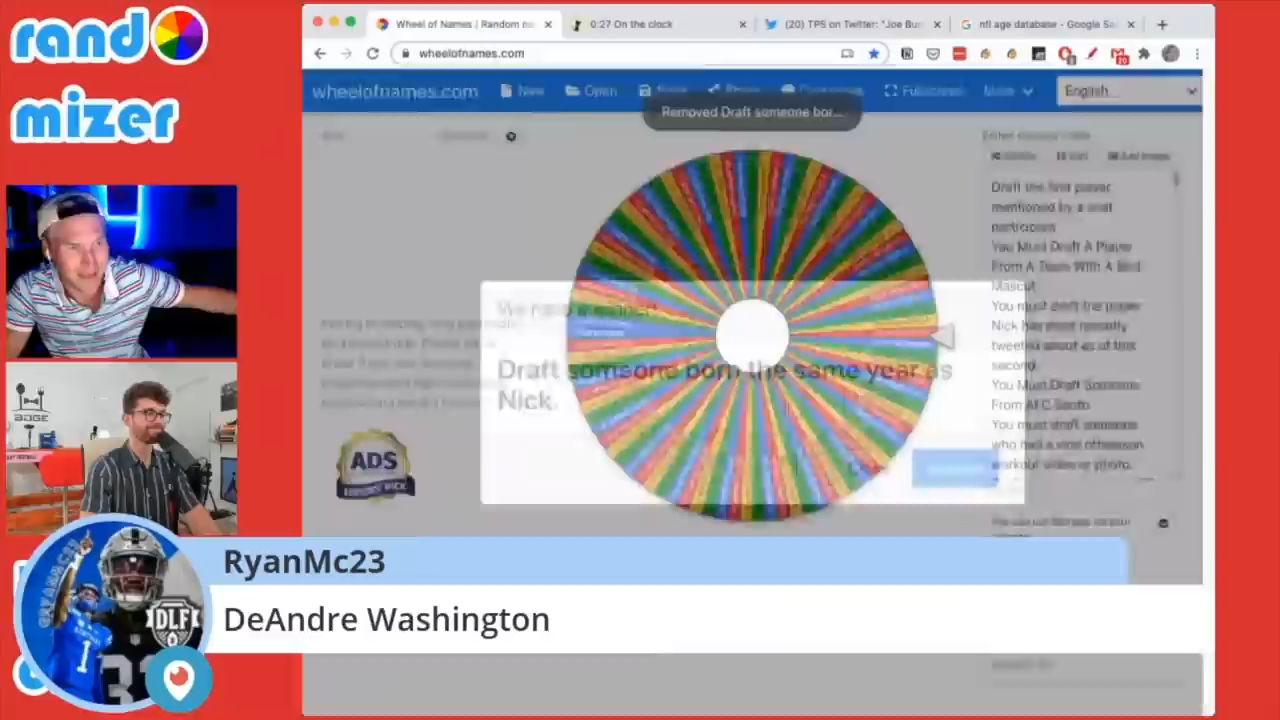 rand
mizer
Wheel of Names | Random na
0:27 On the clock
(20) TPS on Twitter: "Joe Bur
nfl age database - Google Se
wheelofnames.com
wheelofnames.com
New
Open
Fullscreen
More
English...
Removed Draft someone bor...
Draft the first player
mentioned by a chat
participant
You Must Draft A Player
From A Team With A Bird
Mascot
You must draft the player
Nick has most recently
tweeted about as of this
second.
You Must Draft Someone
From AFC South
You must draft someone
who had a viral offseason
workout video or photo.
We have a winner!
Draft someone born the same year as
Nick.
ADS
BDGE
RyanMc23
DeAndre Washington
DLF